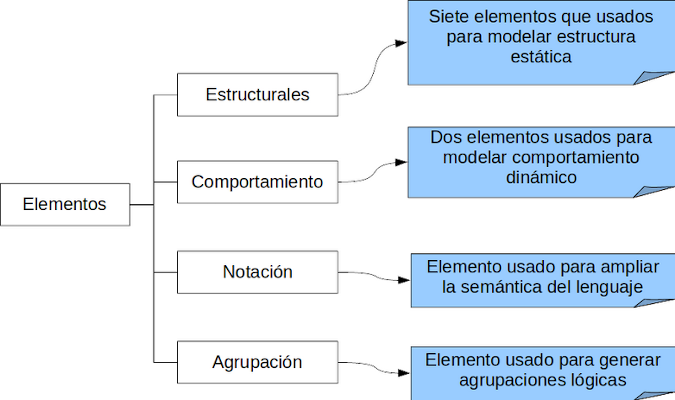 Siete elementos que usados
para modelar estructura
estática
Estructurales
Dos elementos usados para
modelar comportamiento
dinámico
Comportamiento
Elementos
Elemento usado para ampliar
la semántica del lenguaje
Notación
Elemento usado para generar
agrupaciones lógicas
Agrupación